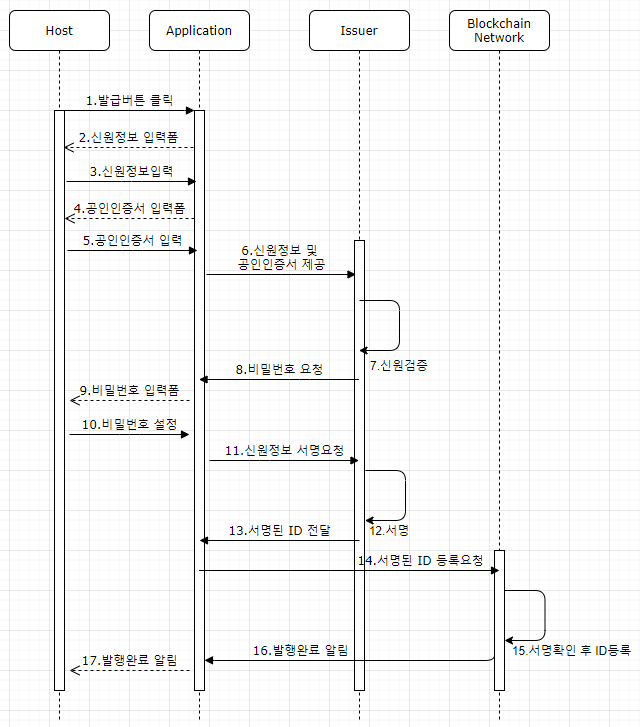 Host
Application
Issuer
Blockchain
Network
1.발급버튼 클릭
2.신원정보 입력폼
3.신원정보입력
4.공인인증서 입력폼
5.공인인증서 입력
6.신원정보 및
공인인증서 제공
7.신원검증
8.비밀번호 요청
9.비밀번호 입력폼
10.비밀번호 설정
11.신원정보 서명요청
12.서명
13.서명된 ID 전달
14.서명된 ID 등록요청
15.서명확인 후 ID등록
16.발행완료 알림
17.발행완료 알림